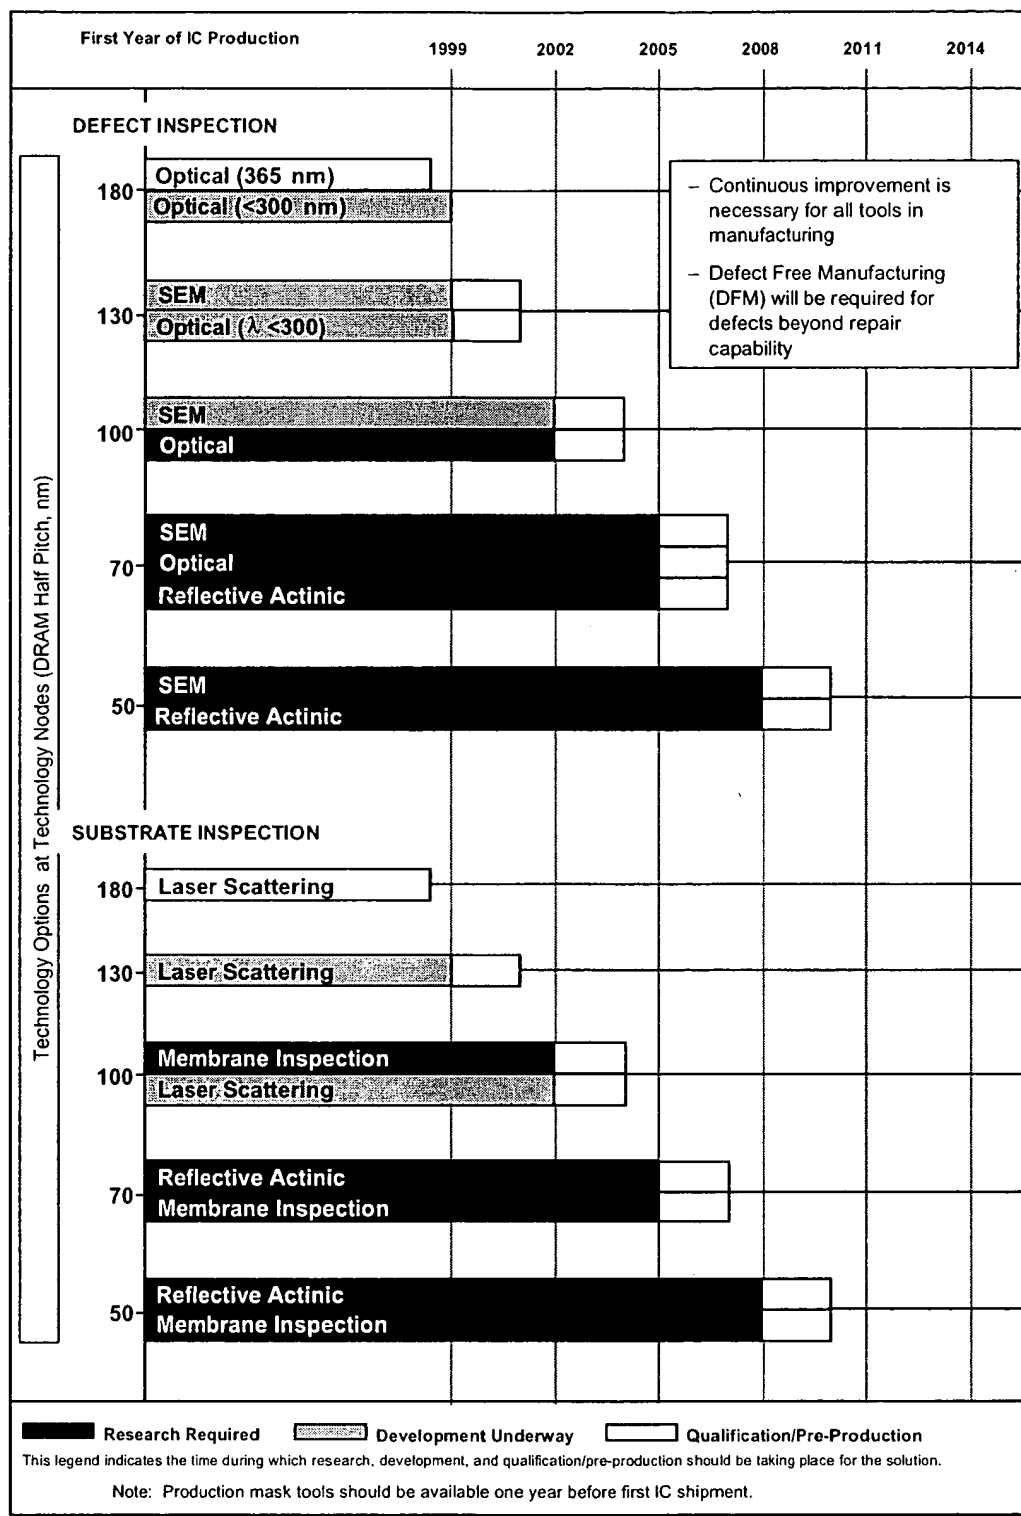 First Year of IC Production
1999 2002 2005 2008 2011 2014
DEFECT INSPECTION
Technology Options at Technology Nodes (DRAM Half Pitch, nm)
Optical (365 nm)
180
Optical (<300 nm)
– Continuous improvement is
necessary for all tools in
manufacturing
– Defect Free Manufacturing
(DFM) will be required for
defects beyond repair
capability
SEM
130
Optical (λ <300)
SEM
100
Optical
SEM
70 Optical
Reflective Actinic
SEM
50
Reflective Actinic
SUBSTRATE INSPECTION
180 Laser Scattering
130 Laser Scattering
Membrane Inspection
100
Laser Scattering
Reflective Actinic
70
Membrane Inspection
Reflective Actinic
50
Membrane Inspection
Research Required Development Underway Qualification/Pre-Production
This legend indicates the time during which research, development, and qualification/pre-production should be taking place for the solution.
Note: Production mask tools should be available one year before first IC shipment.